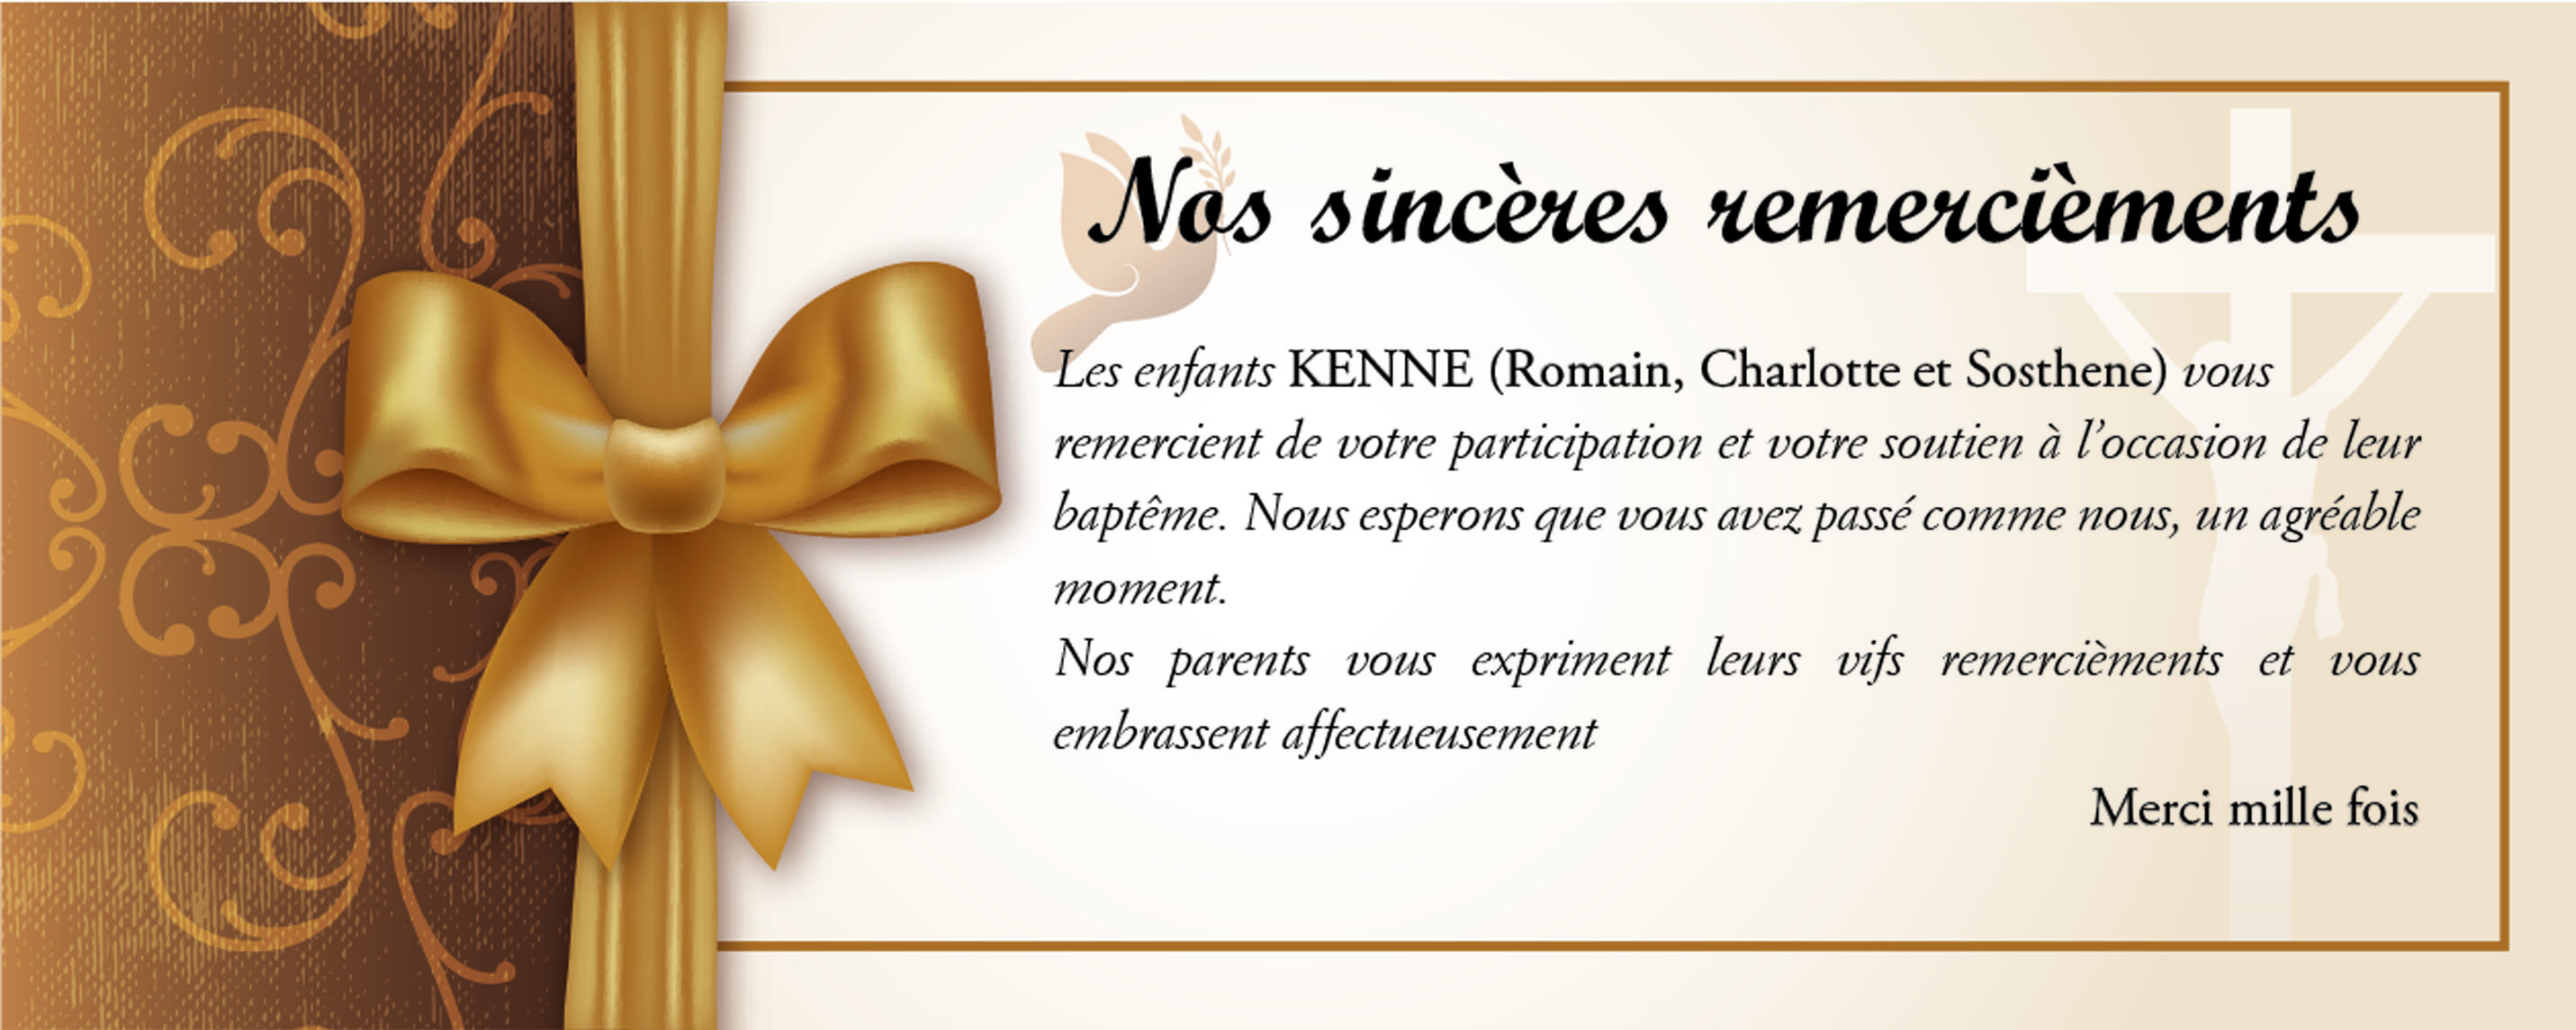 Nos sincères remercièments
Les enfants KENNE (Romain, Charlotte et Sosthene) vous
remercient de votre participation et votre soutien à l’occasion de leur
baptême. Nous esperons que vous avez passé comme nous, un agréable
moment.
Nos parents vous expriment leurs vifs remercièments et vous
embrassent affectueusement
Merci mille fois